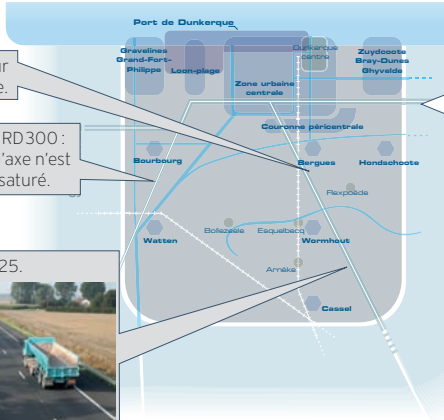 Port de Dunkerque
Gravelines
Grand-Fort-
Philippe
Loon-plage
Dunkerque
centre
Zuydcoote
Bray-Dunes
Ghyvelde
Zone urbaine
centrale
ur
e.
Couronne péricentrale
RD300 :
l'axe n'est
saturé.
Bourbourg
Bergues
Hondschoote
Rexpoëde
Watten
Bollezeele
Esquelbecq
Wormhout
25.
Arnèke
Cassel